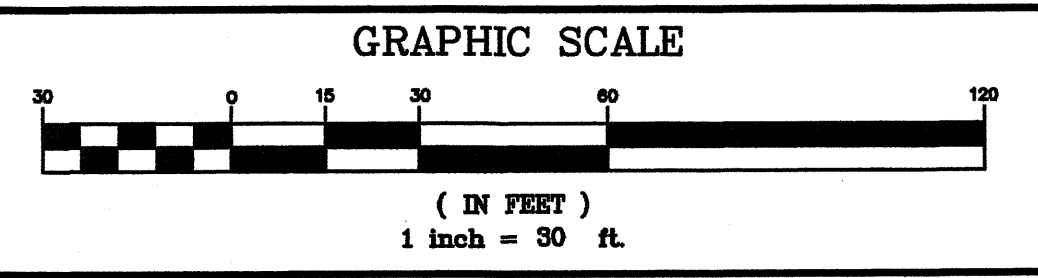 GRAPHIC SCALE
30 0 15 30 60 120
( IN FEET )
1 inch = 30 ft.